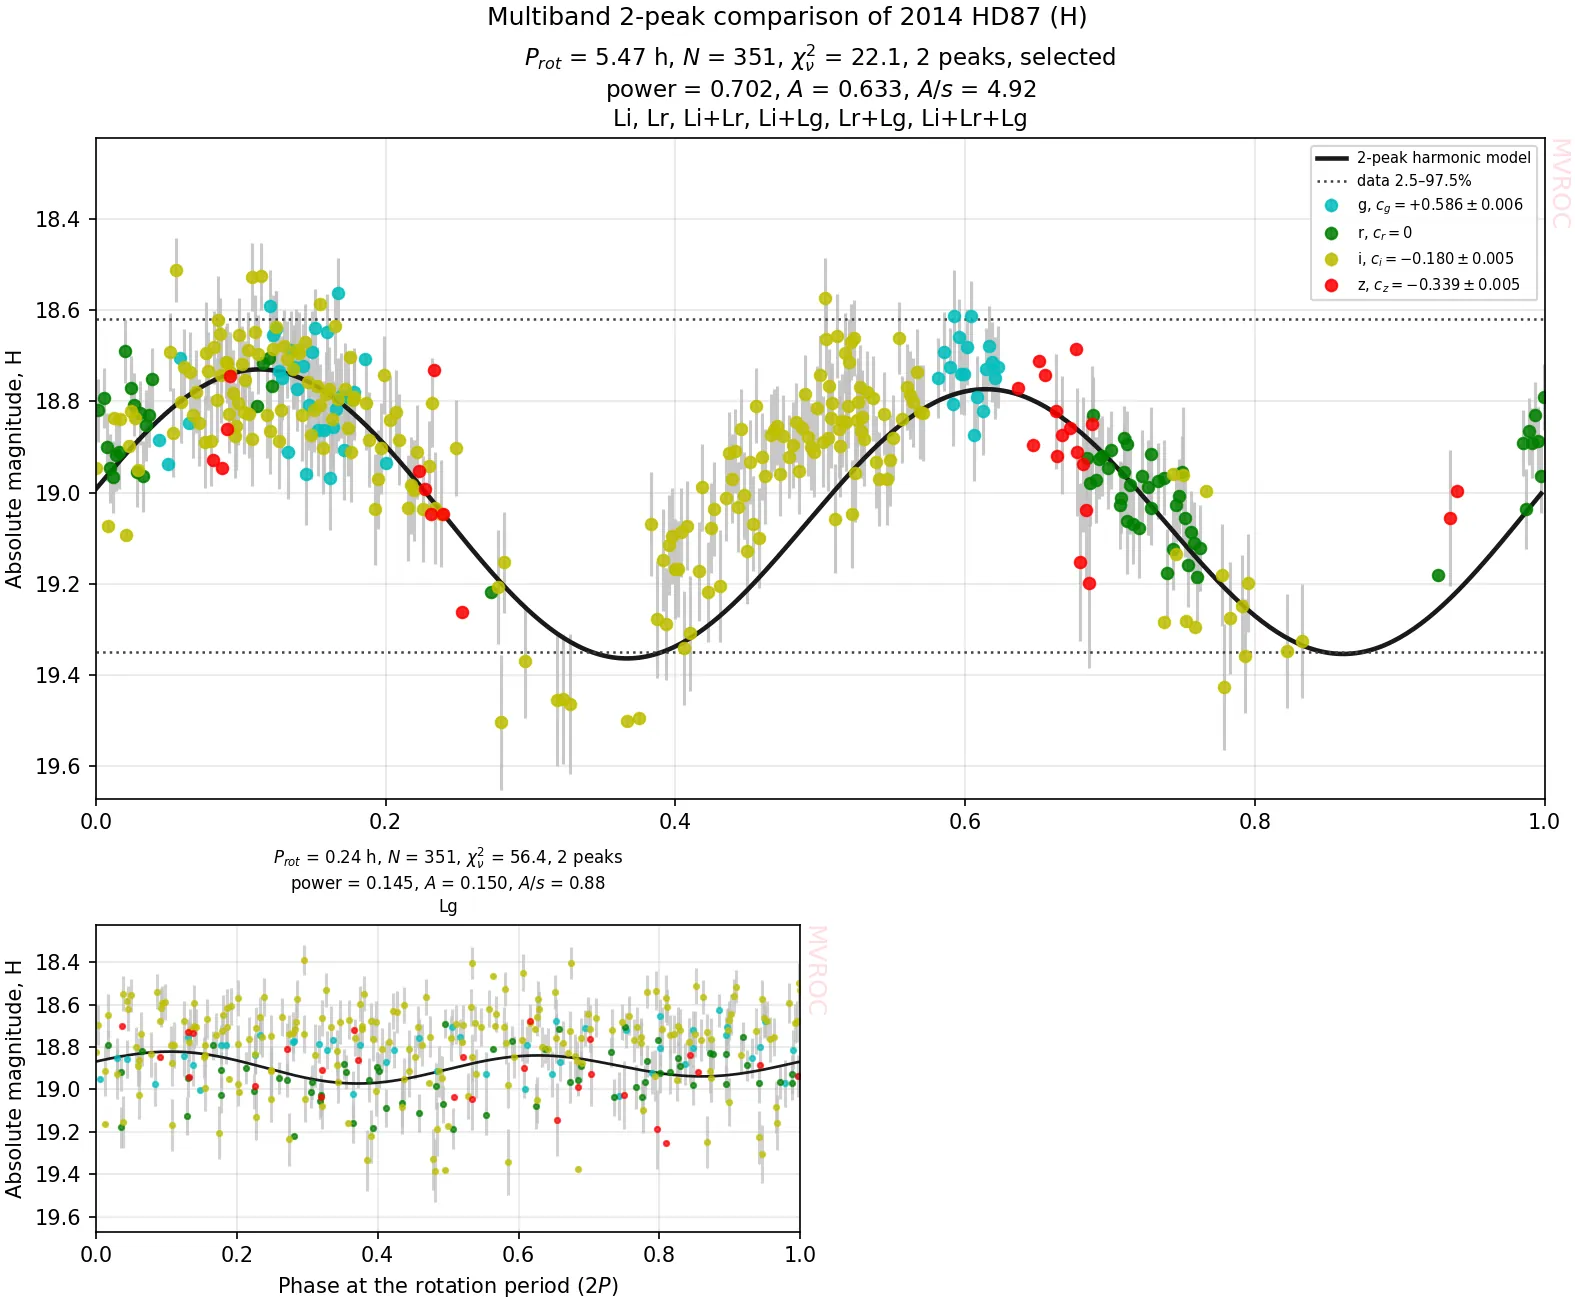 Multiband 2-peak comparison of 2014 HD87 (H)
P_rot = 5.47 h, N = 351, χ²_ν = 22.1, 2 peaks, selected
power = 0.702, A = 0.633, A/s = 4.92
Li, Lr, Li+Lr, Li+Lg, Lr+Lg, Li+Lr+Lg
2-peak harmonic model
data 2.5–97.5%
g, c_g = +0.586 ± 0.006
r, c_r = 0
i, c_i = −0.180 ± 0.005
z, c_z = −0.339 ± 0.005
MVROC
Absolute magnitude, H
18.4
18.6
18.8
19.0
19.2
19.4
19.6
0.0 0.2 0.4 0.6 0.8 1.0
P_rot = 0.24 h, N = 351, χ²_ν = 56.4, 2 peaks
power = 0.145, A = 0.150, A/s = 0.88
Lg
MVROC
Absolute magnitude, H
18.4
18.6
18.8
19.0
19.2
19.4
19.6
0.0 0.2 0.4 0.6 0.8 1.0
Phase at the rotation period (2P)